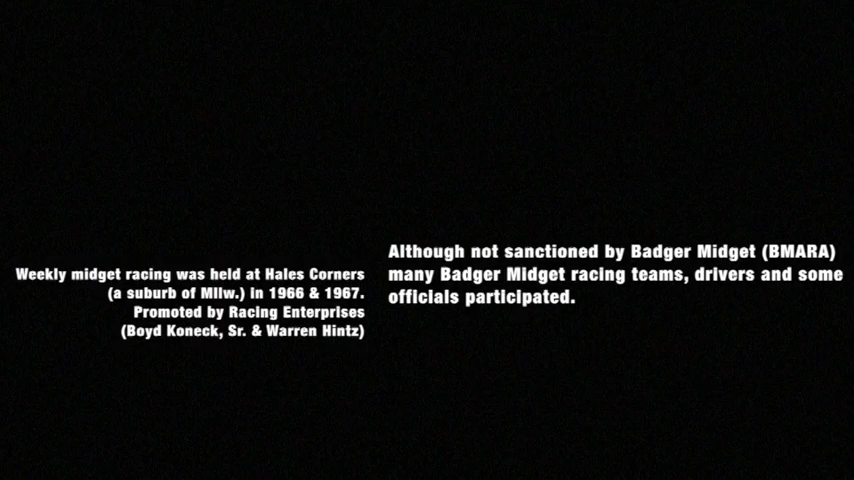 Weekly midget racing was held at Hales Corners
(a suburb of Milw.) in 1966 & 1967.
Promoted by Racing Enterprises
(Boyd Koneck, Sr. & Warren Hintz)
Although not sanctioned by Badger Midget (BMARA)
many Badger Midget racing teams, drivers and some
officials participated.